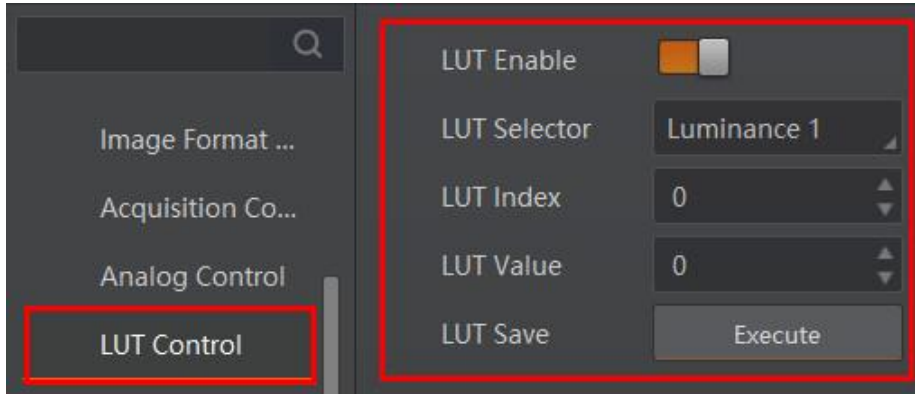 Image Format ...
Acquisition Co...
Analog Control
LUT Control
LUT Enable
LUT Selector Luminance 1
LUT Index 0
LUT Value 0
LUT Save Execute